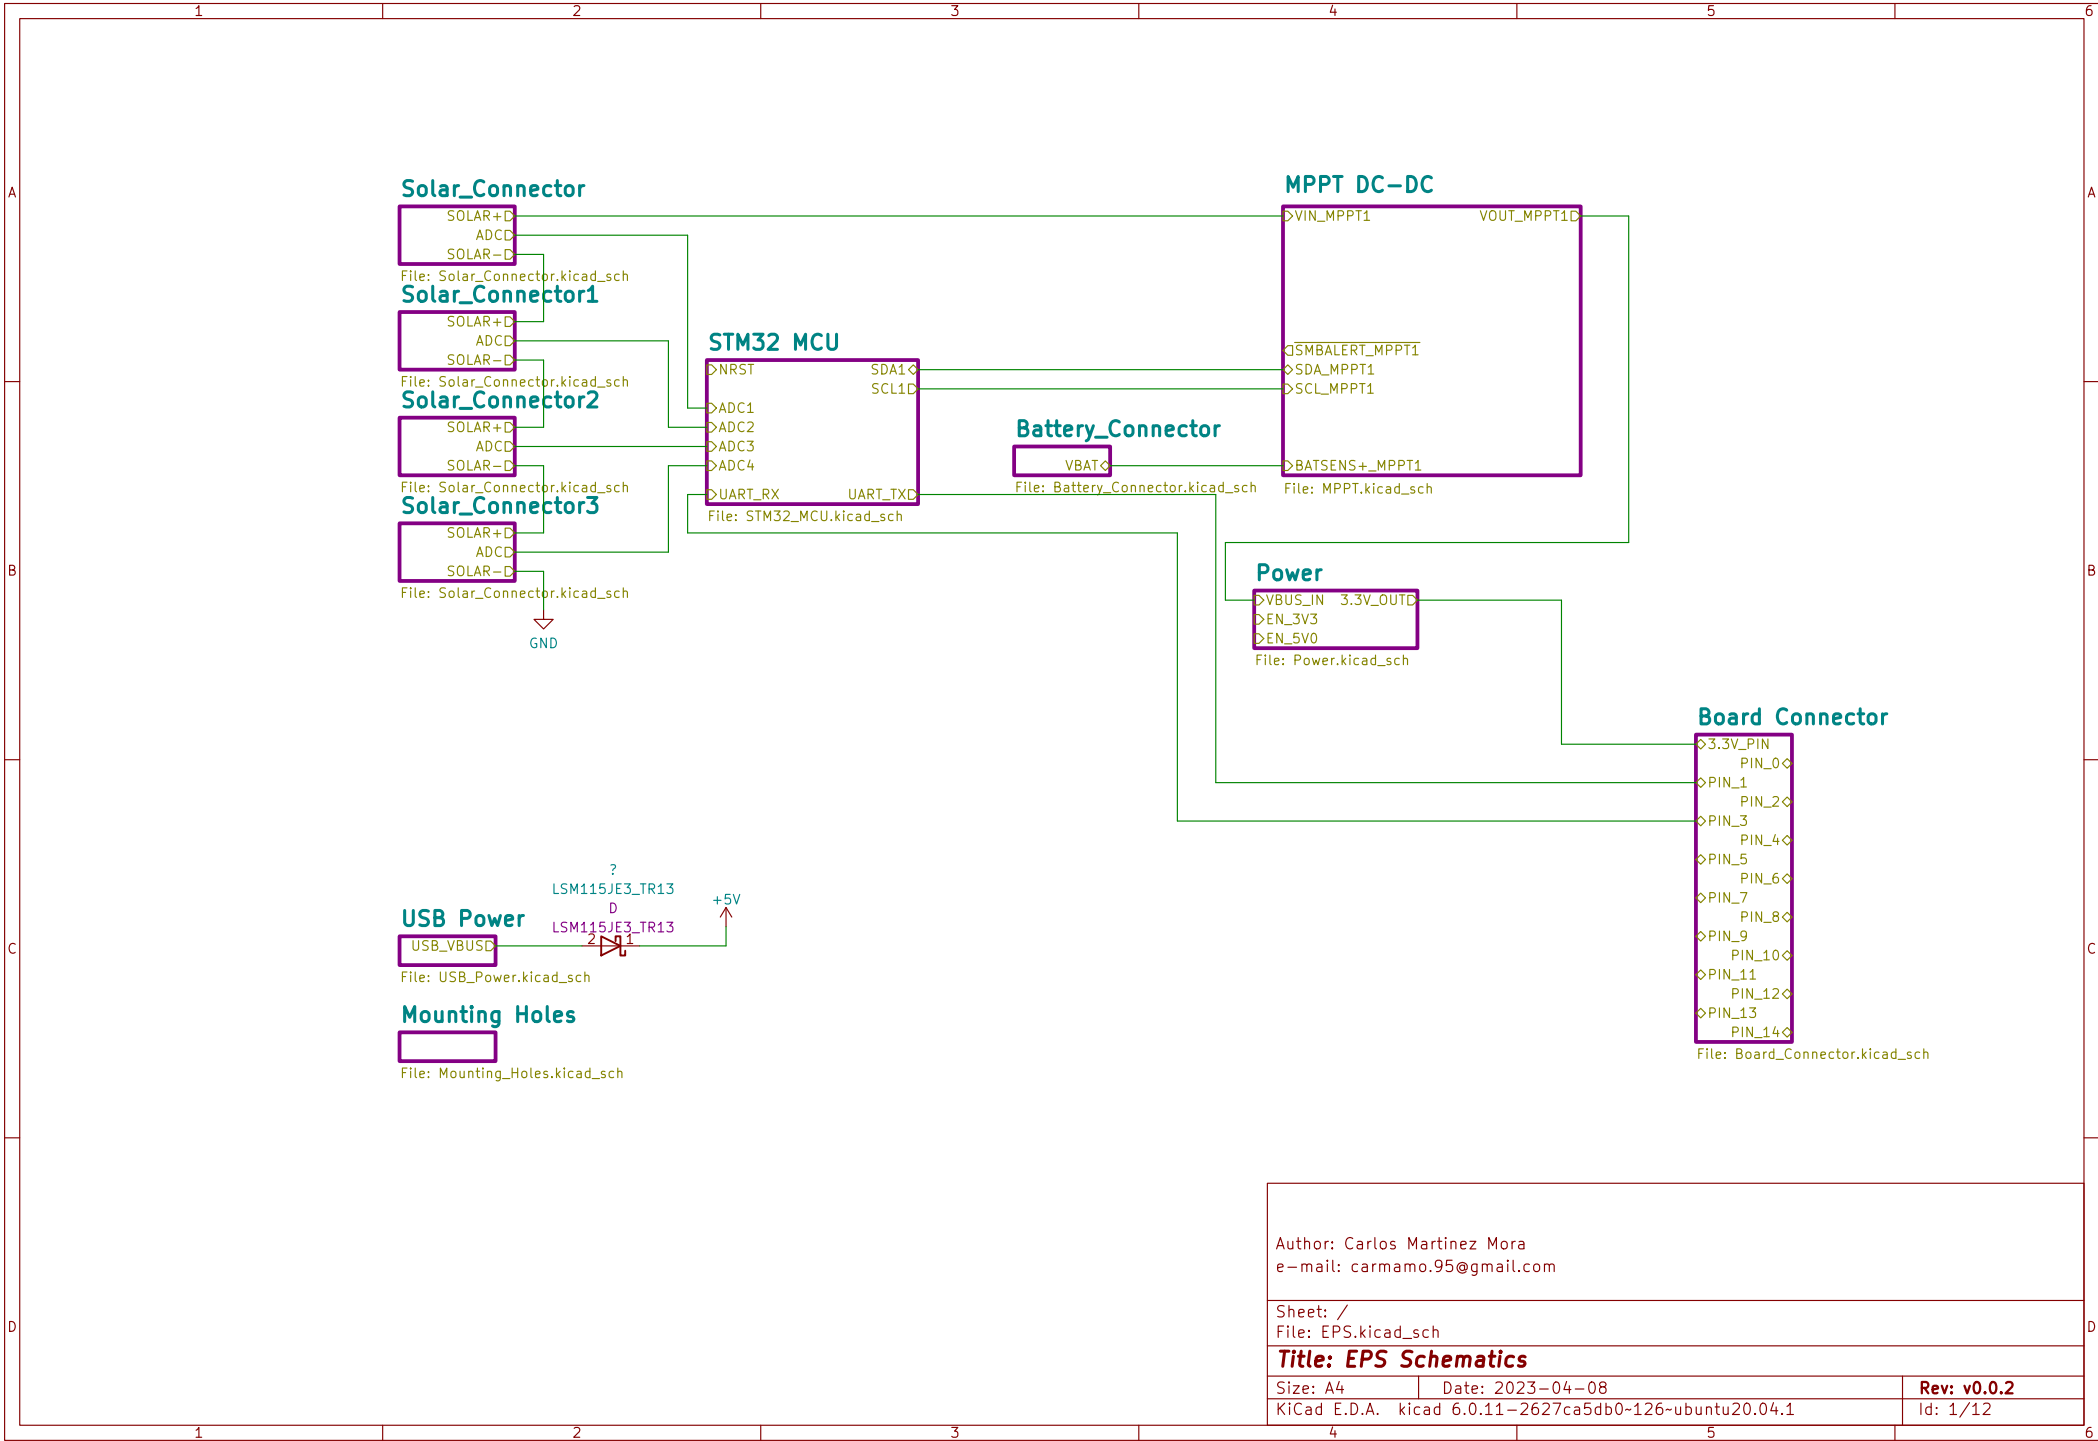 1 2 3 4 5 6
A A
B B
C C
D D
Solar_Connector
SOLAR+
ADC
SOLAR-
File: Solar_Connector.kicad_sch
Solar_Connector1
SOLAR+
ADC
SOLAR-
File: Solar_Connector.kicad_sch
Solar_Connector2
SOLAR+
ADC
SOLAR-
File: Solar_Connector.kicad_sch
Solar_Connector3
SOLAR+
ADC
SOLAR-
File: Solar_Connector.kicad_sch
GND
STM32 MCU
NRST SDA1
SCL1
ADC1
ADC2
ADC3
ADC4
UART_RX UART_TX
File: STM32_MCU.kicad_sch
Battery_Connector
VBAT
File: Battery_Connector.kicad_sch
MPPT DC-DC
VIN_MPPT1 VOUT_MPPT1
SMBALERT_MPPT1
SDA_MPPT1
SCL_MPPT1
BATSENS+_MPPT1
File: MPPT.kicad_sch
Power
VBUS_IN 3.3V_OUT
EN_3V3
EN_5V0
File: Power.kicad_sch
Board Connector
3.3V_PIN
PIN_0
PIN_1
PIN_2
PIN_3
PIN_4
PIN_5
PIN_6
PIN_7
PIN_8
PIN_9
PIN_10
PIN_11
PIN_12
PIN_13
PIN_14
File: Board_Connector.kicad_sch
?
LSM115JE3_TR13
D
LSM115JE3_TR13
2 1
+5V
USB Power
USB_VBUS
File: USB_Power.kicad_sch
Mounting Holes
File: Mounting_Holes.kicad_sch
Author: Carlos Martinez Mora
e-mail: carmamo.95@gmail.com
Sheet: /
File: EPS.kicad_sch
Title: EPS Schematics
Size: A4 Date: 2023-04-08 Rev: v0.0.2
KiCad E.D.A. kicad 6.0.11-2627ca5db0~126~ubuntu20.04.1 Id: 1/12
1 2 3 4 5 6